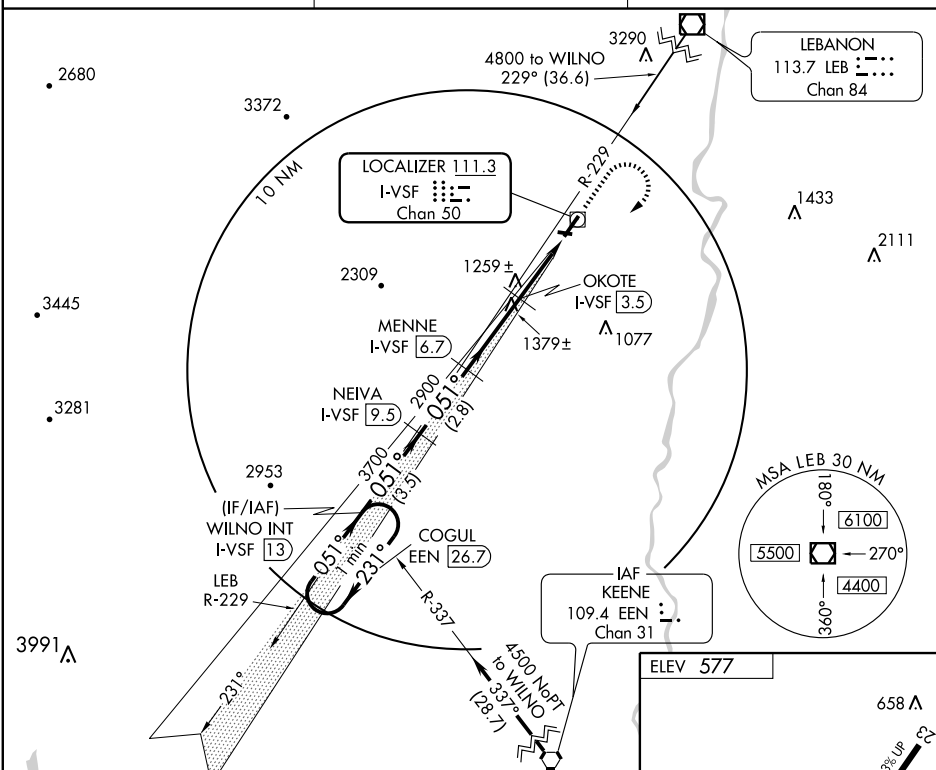 3290
LEBANON
113.7 LEB
Chan 84
4800 to WILNO
229° (36.6)
2680
3372
10 NM
R-229
LOCALIZER 111.3
I-VSF
Chan 50
1433
2111
1259 ±
2309
OKOTE
I-VSF 3.5
3445
MENNE
I-VSF 6.7
1379±
1077
2900
051°
(2.8)
NEIVA
I-VSF 9.5
3281
3700
051°
(3.5)
2953
(IF/IAF)
WILNO INT
I-VSF 13
051°
1 min
231°
COGUL
EEN 26.7
LEB
R-229
MSA LEB 30 NM
180°
6100
5500
270°
4400
360°
IAF
KEENE
109.4 EEN
Chan 31
R-337
4500 NoPT
to WILNO
337°
(28.7)
3991
231°
ELEV 577
658
23
3% UP